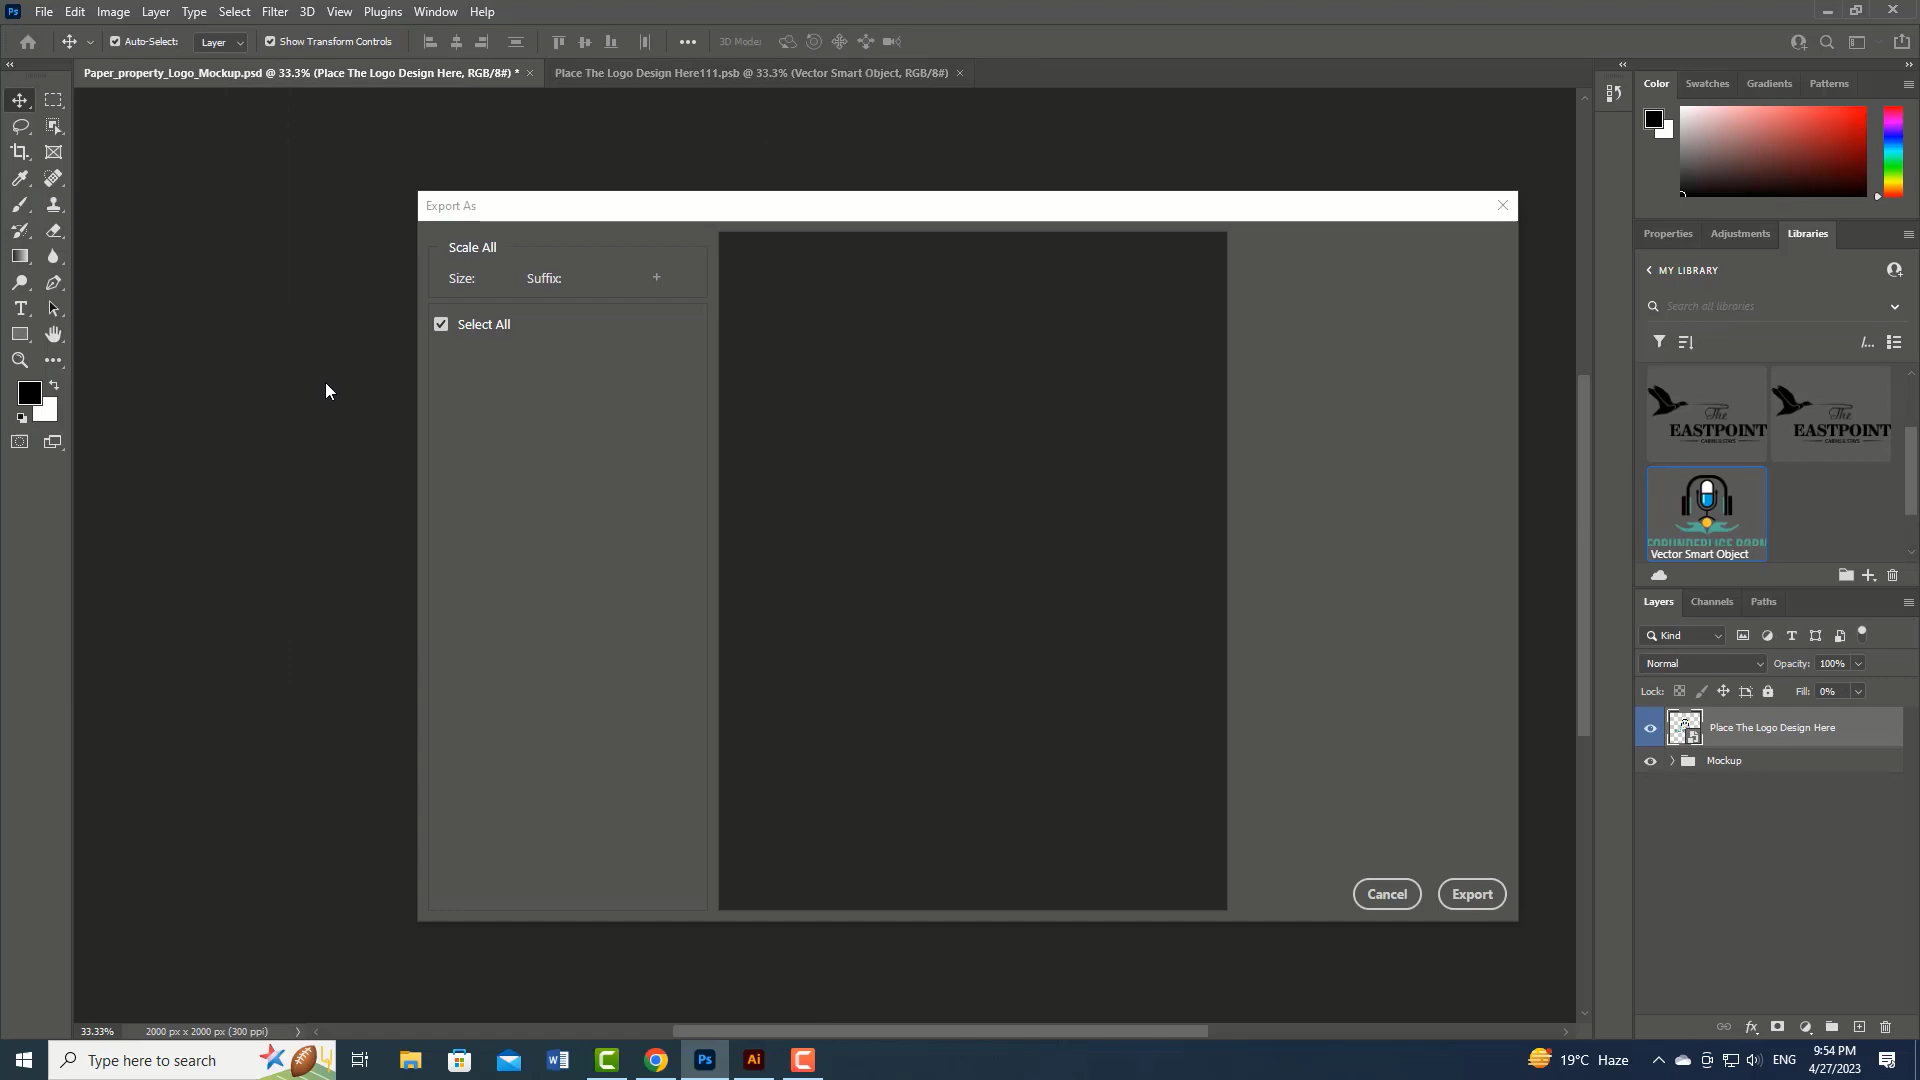 Ps File Edit Image Layer Type Select Filter 3D View Plugins Window Help
Auto-Select: Layer Show Transform Controls 3D Mode:
Paper_property_Logo_Mockup.psd @ 33.3% (Place The Logo Design Here, RGB/8#) * Place The Logo Design Here111.psb @ 33.3% (Vector Smart Object, RGB/8#)
Color Swatches Gradients Patterns
Export As
Scale All
Size: Suffix: +
Select All
Cancel Export
Properties Adjustments Libraries
MY LIBRARY
Search all libraries
The
EASTPOINT
The
EASTPOINT
Vector Smart Object
Layers Channels Paths
Kind
Normal Opacity: 100%
Lock: Fill: 0%
Place The Logo Design Here
Mockup
33.33% 2000 px x 2000 px (300 ppi)
Type here to search
Ps Ai
19°C Haze ENG
9:54 PM
4/27/2023